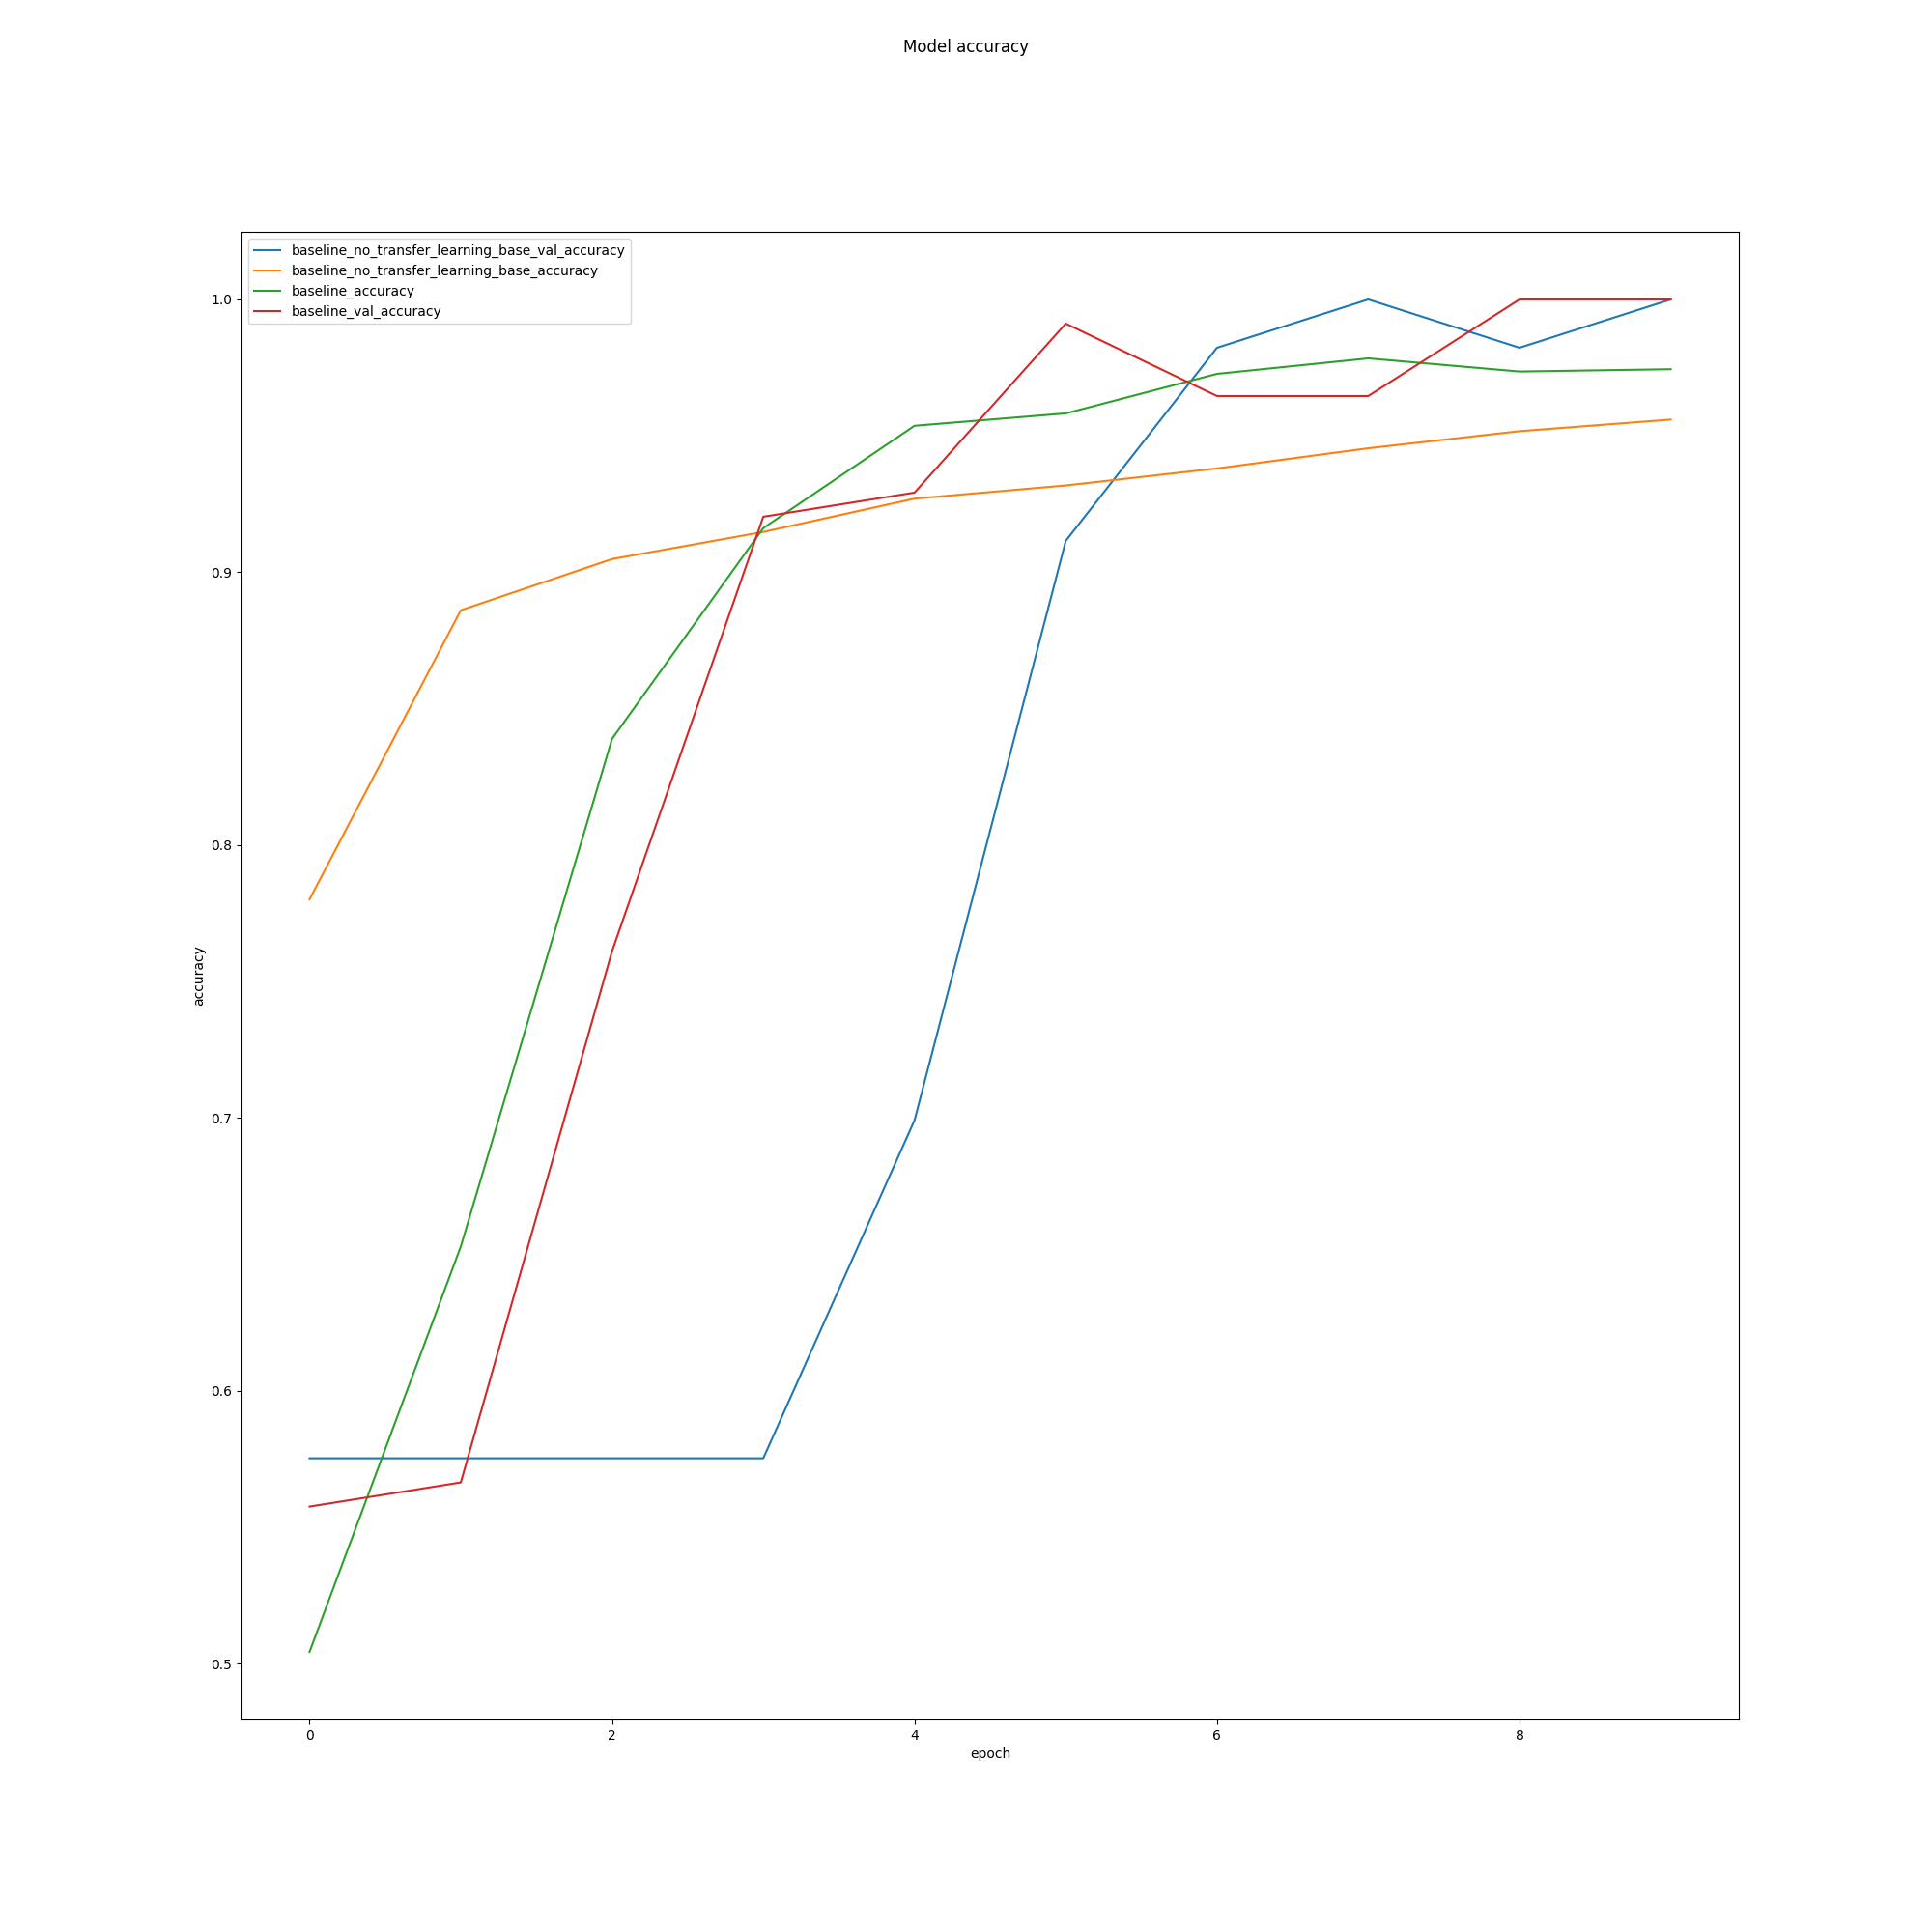 Model accuracy
baseline_no_transfer_learning_base_val_accuracy
baseline_no_transfer_learning_base_accuracy
baseline_accuracy
baseline_val_accuracy
1.0
0.9
0.8
0.7
0.6
0.5
accuracy
0 2 4 6 8
epoch